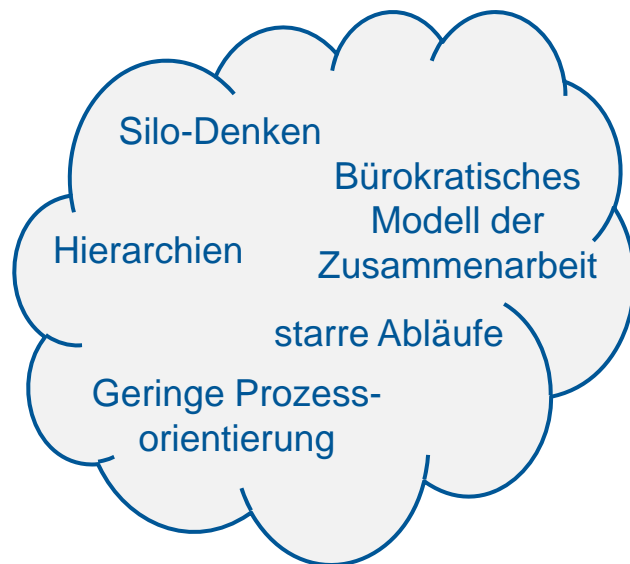 Silo-Denken
Bürokratisches
Modell der
Zusammenarbeit
Hierarchien
starre Abläufe
Geringe Prozess-
orientierung